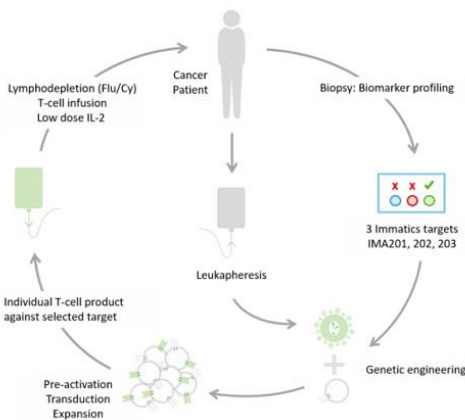 Cancer
Patient
Lymphodepletion (Flu/Cy)
T-cell infusion
Low dose IL-2
Biopsy: Biomarker profiling
x x ✓
3 Immatics targets
IMA201, 202, 203
Leukapheresis
Individual T-cell product
against selected target
Genetic engineering
Pre-activation
Transduction
Expansion